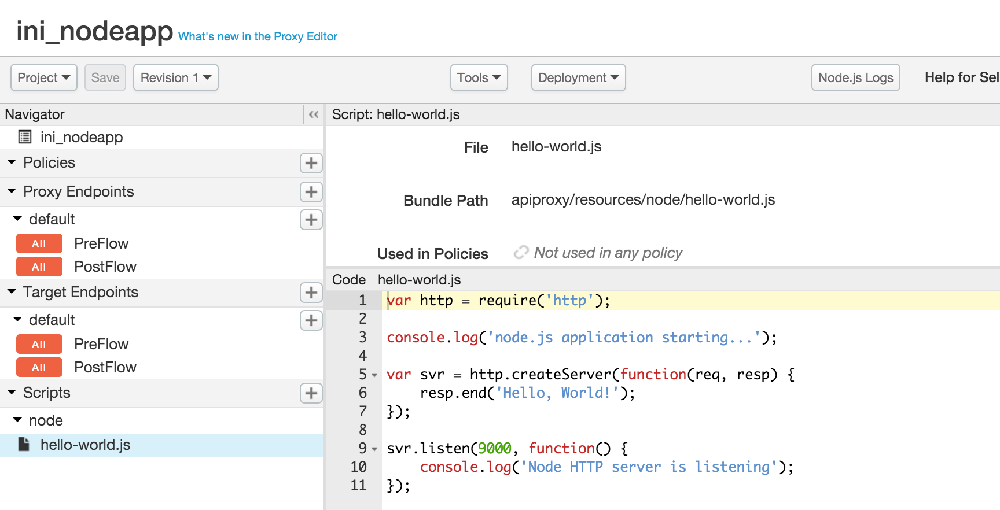 ini_nodeapp What's new in the Proxy Editor
Project Save Revision 1 Tools Deployment Node.js Logs Help for Sel
Navigator
ini_nodeapp
Policies
Proxy Endpoints
default
All PreFlow
All PostFlow
Target Endpoints
default
All PreFlow
All PostFlow
Scripts
node
hello-world.js
Script: hello-world.js
File hello-world.js
Bundle Path apiproxy/resources/node/hello-world.js
Used in Policies Not used in any policy
Code hello-world.js
1 var http = require('http');
2
3 console.log('node.js application starting...');
4
5 var svr = http.createServer(function(req, resp) {
6 resp.end('Hello, World!');
7 });
8
9 svr.listen(9000, function() {
10 console.log('Node HTTP server is listening');
11 });